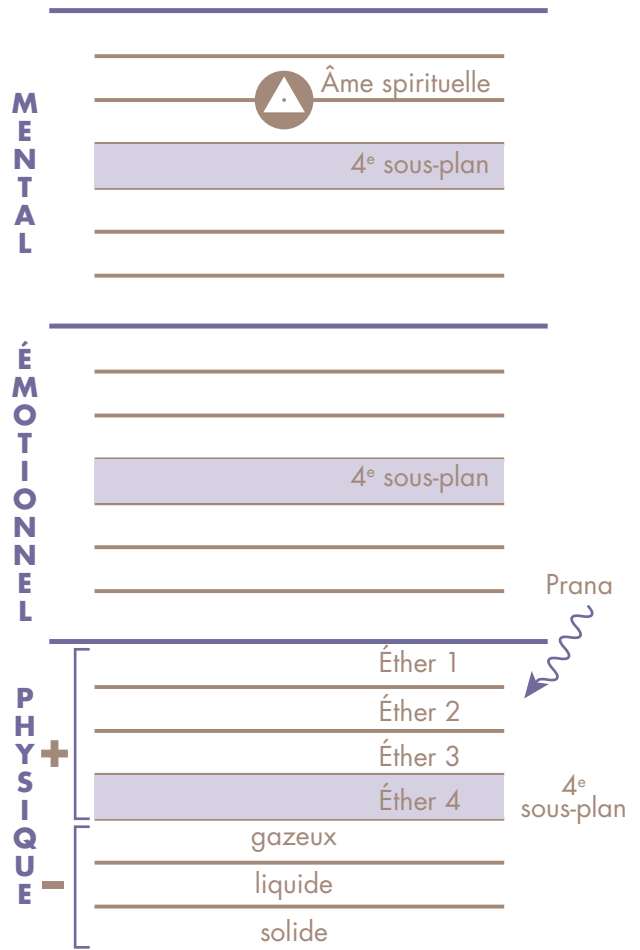 MENTAL
Âme spirituelle
4e sous-plan
ÉMOTIONNEL
4e sous-plan
Prana
PHYSIQUE
+
Éther 1
Éther 2
Éther 3
Éther 4
4e
sous-plan
-
gazeux
liquide
solide